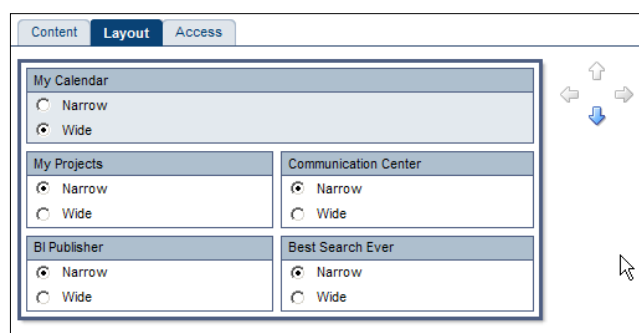 Content Layout Access
My Calendar
Narrow
Wide
My Projects
Narrow
Wide
Communication Center
Narrow
Wide
BI Publisher
Narrow
Wide
Best Search Ever
Narrow
Wide